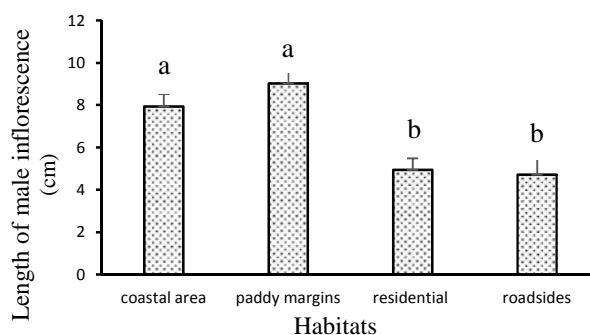 Length of male inflorescence
(cm)
12
10
8
6
4
2
0
a
a
b
b
coastal area
paddy margins
residential
roadsides
Habitats